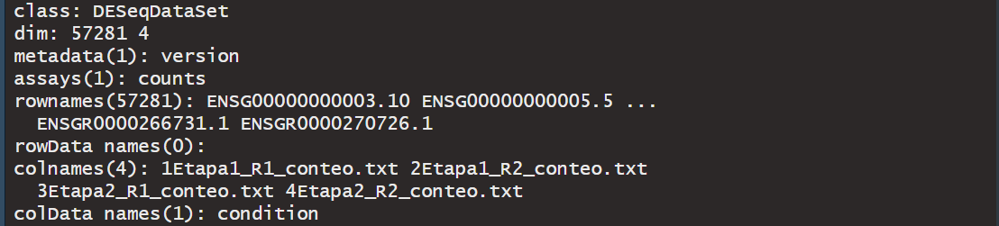 class: DESeqDataSet
dim: 57281 4
metadata(1): version
assays(1): counts
rownames(57281): ENSG00000000003.10 ENSG00000000005.5 ...
ENSGR0000266731.1 ENSGR0000270726.1
rowData names(0):
colnames(4): 1Etapa1_R1_conteo.txt 2Etapa1_R2_conteo.txt
3Etapa2_R1_conteo.txt 4Etapa2_R2_conteo.txt
colData names(1): condition